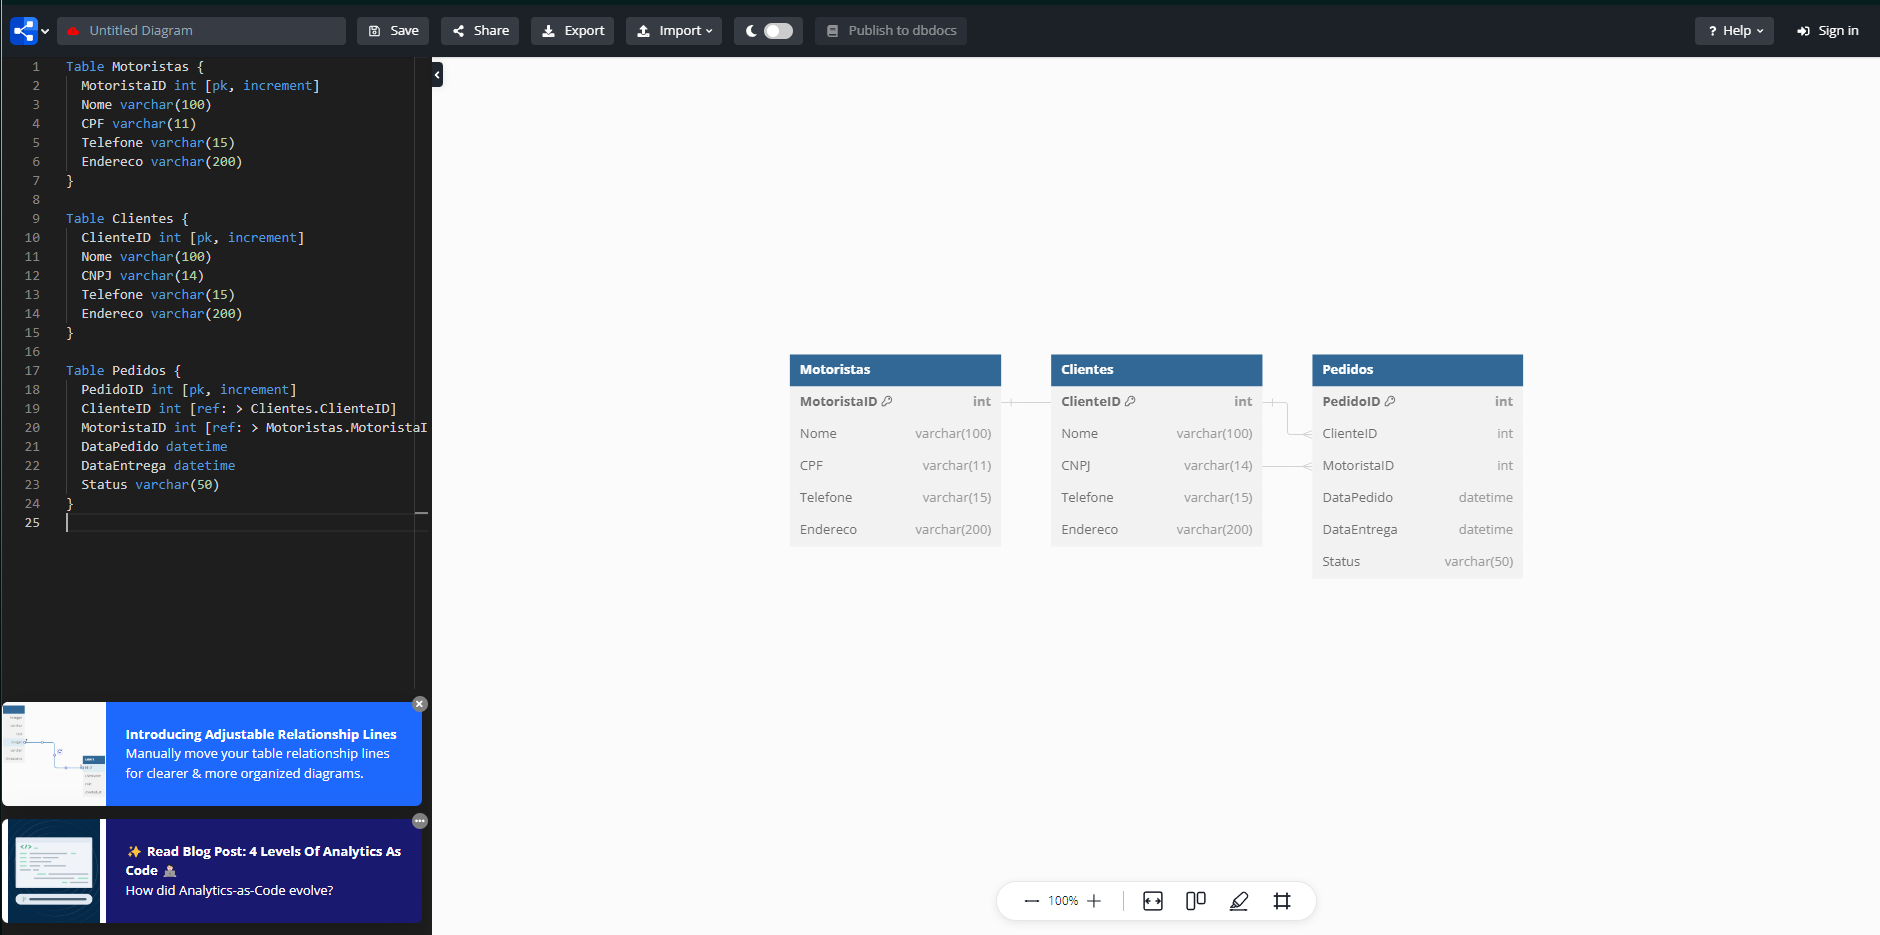 Untitled Diagram
Save
Share
Export
Import
Publish to dbdocs
? Help
Sign in
1 Table Motoristas {
2 MotoristaID int [pk, increment]
3 Nome varchar(100)
4 CPF varchar(11)
5 Telefone varchar(15)
6 Endereco varchar(200)
7 }
8
9 Table Clientes {
10 ClienteID int [pk, increment]
11 Nome varchar(100)
12 CNPJ varchar(14)
13 Telefone varchar(15)
14 Endereco varchar(200)
15 }
16
17 Table Pedidos {
18 PedidoID int [pk, increment]
19 ClienteID int [ref: > Clientes.ClienteID]
20 MotoristaID int [ref: > Motoristas.MotoristaI
21 DataPedido datetime
22 DataEntrega datetime
23 Status varchar(50)
24 }
25
Introducing Adjustable Relationship Lines
Manually move your table relationship lines
for clearer & more organized diagrams.
✨ Read Blog Post: 4 Levels Of Analytics As
Code
How did Analytics-as-Code evolve?
Motoristas
MotoristaID int
Nome varchar(100)
CPF varchar(11)
Telefone varchar(15)
Endereco varchar(200)
Clientes
ClienteID int
Nome varchar(100)
CNPJ varchar(14)
Telefone varchar(15)
Endereco varchar(200)
Pedidos
PedidoID int
ClienteID int
MotoristaID int
DataPedido datetime
DataEntrega datetime
Status varchar(50)
100%